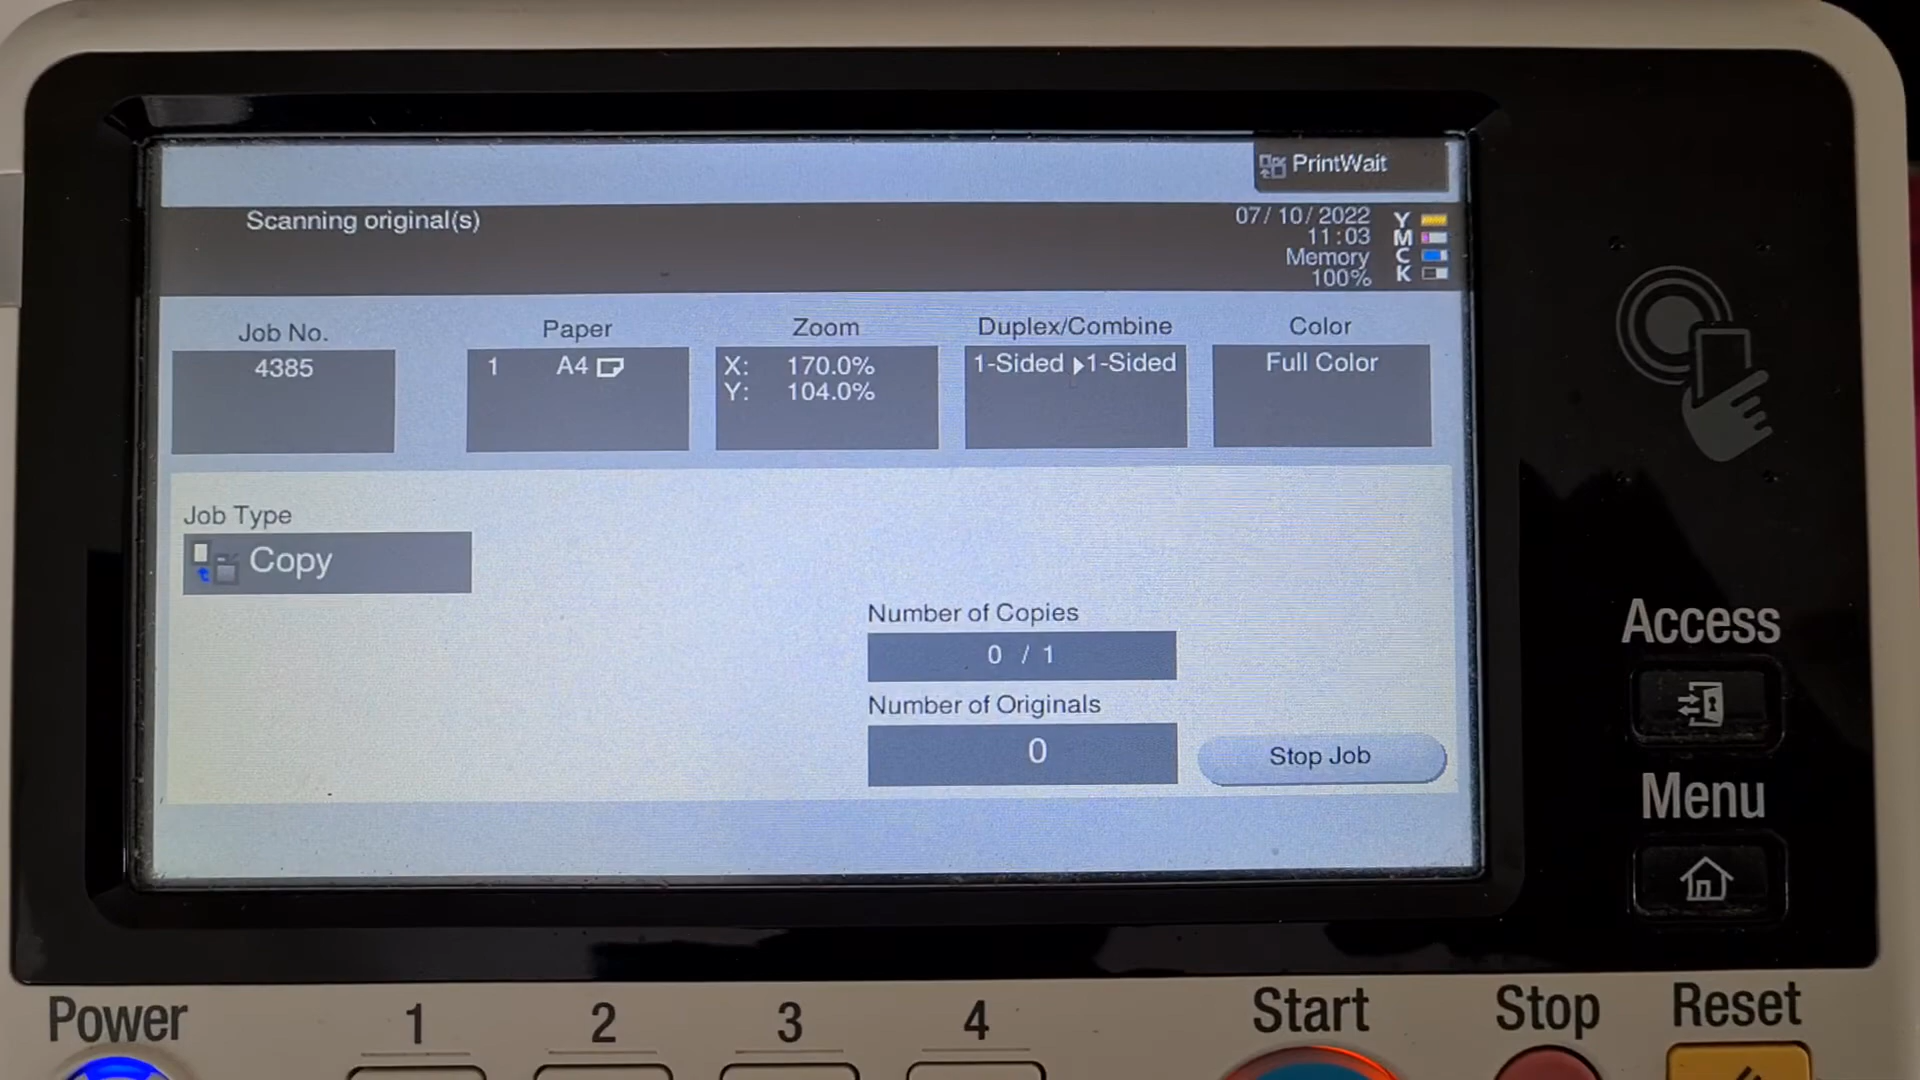 PrintWait
Scanning original(s)
07/10/2022
11:03
Memory
100%
Y
M
C
K
Job No.
4385
Paper
1 A4
Zoom
X: 170.0%
Y: 104.0%
Duplex/Combine
1-Sided ▶1-Sided
Color
Full Color
Job Type
Copy
Number of Copies
0 / 1
Number of Originals
0
Stop Job
Access
Menu
Power
1
2
3
4
Start
Stop
Reset